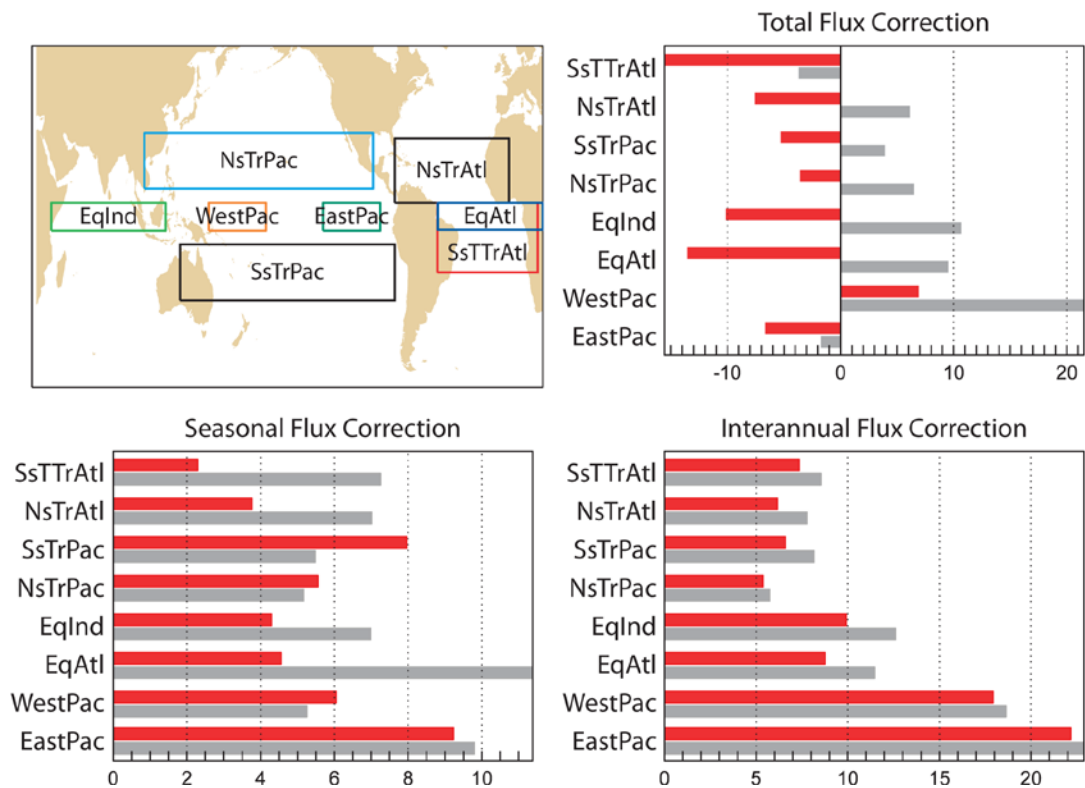 NsTrPac
NsTrAtl
EqInd
WestPac
EastPac
EqAtl
SsTTrAtl
SsTrPac
Total Flux Correction
SsTTrAtl
NsTrAtl
SsTrPac
NsTrPac
EqInd
EqAtl
WestPac
EastPac
-10 0 10 20
Seasonal Flux Correction
SsTTrAtl
NsTrAtl
SsTrPac
NsTrPac
EqInd
EqAtl
WestPac
EastPac
0 2 4 6 8 10
Interannual Flux Correction
SsTTrAtl
NsTrAtl
SsTrPac
NsTrPac
EqInd
EqAtl
WestPac
EastPac
0 5 10 15 20